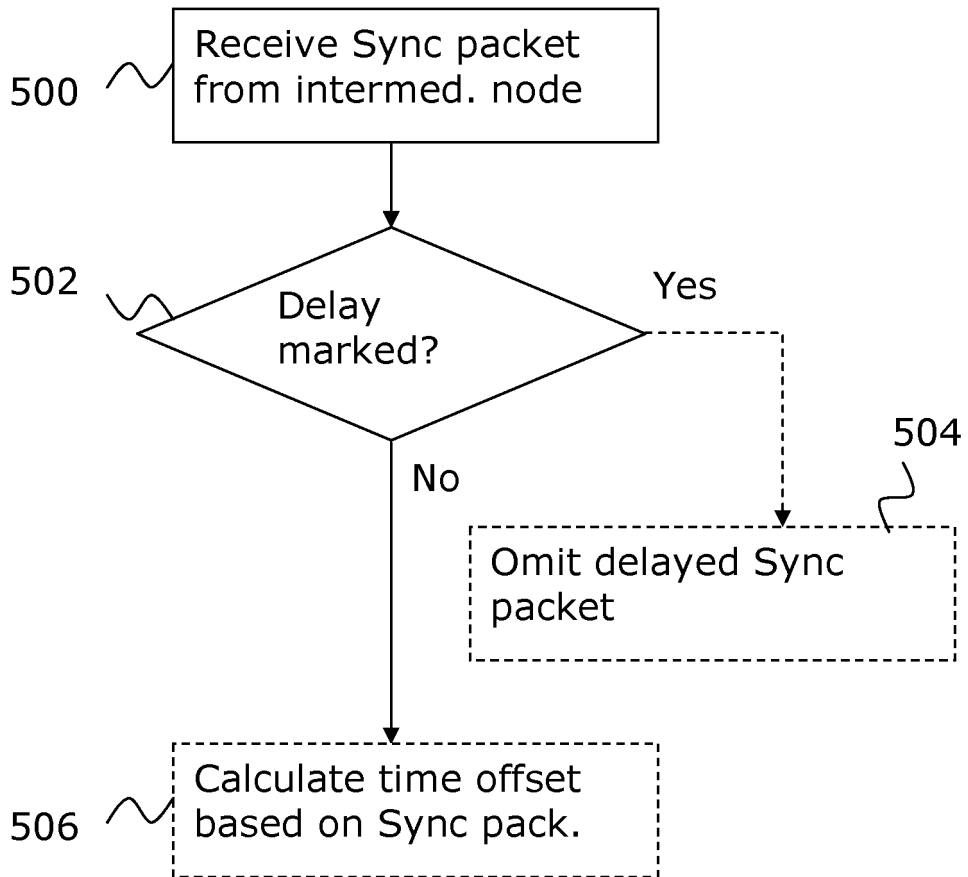 Receive Sync packet
from intermed. node
500
502
Delay
marked?
Yes
504
No
Omit delayed Sync
packet
Calculate time offset
based on Sync pack.
506